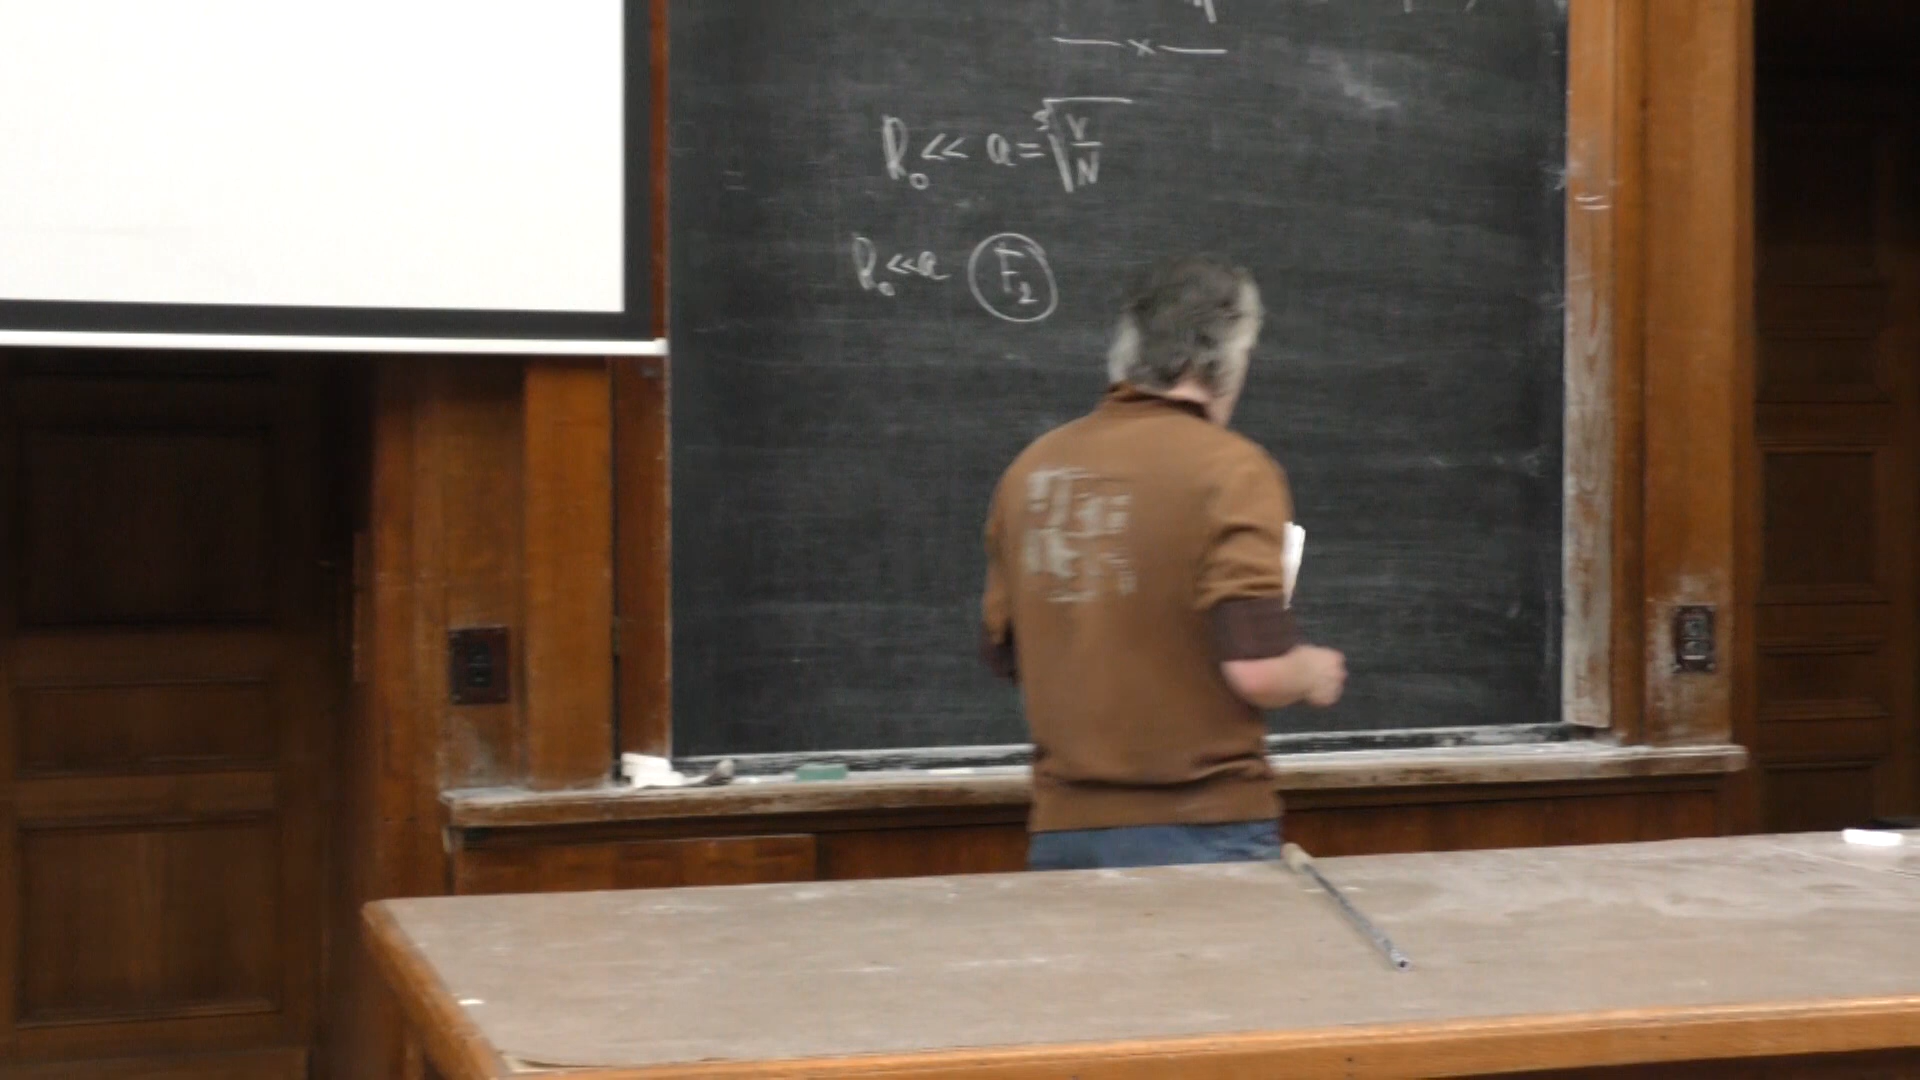 — x —
R₀ << a = ∛(V/N)
R₀ << a F₂